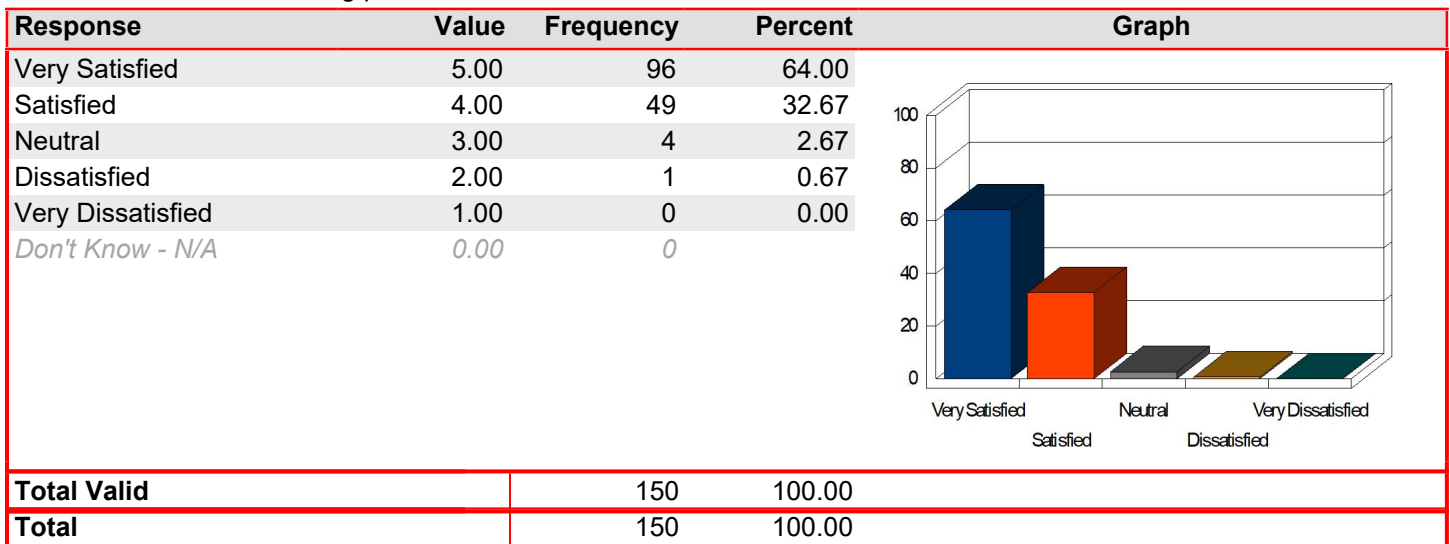 Response Value Frequency Percent Graph
Very Satisfied 5.00 96 64.00
Satisfied 4.00 49 32.67
Neutral 3.00 4 2.67
Dissatisfied 2.00 1 0.67
Very Dissatisfied 1.00 0 0.00
Don't Know - N/A 0.00 0
100
80
60
40
20
0
Very Satisfied Neutral Very Dissatisfied
Satisfied Dissatisfied
Total Valid 150 100.00
Total 150 100.00